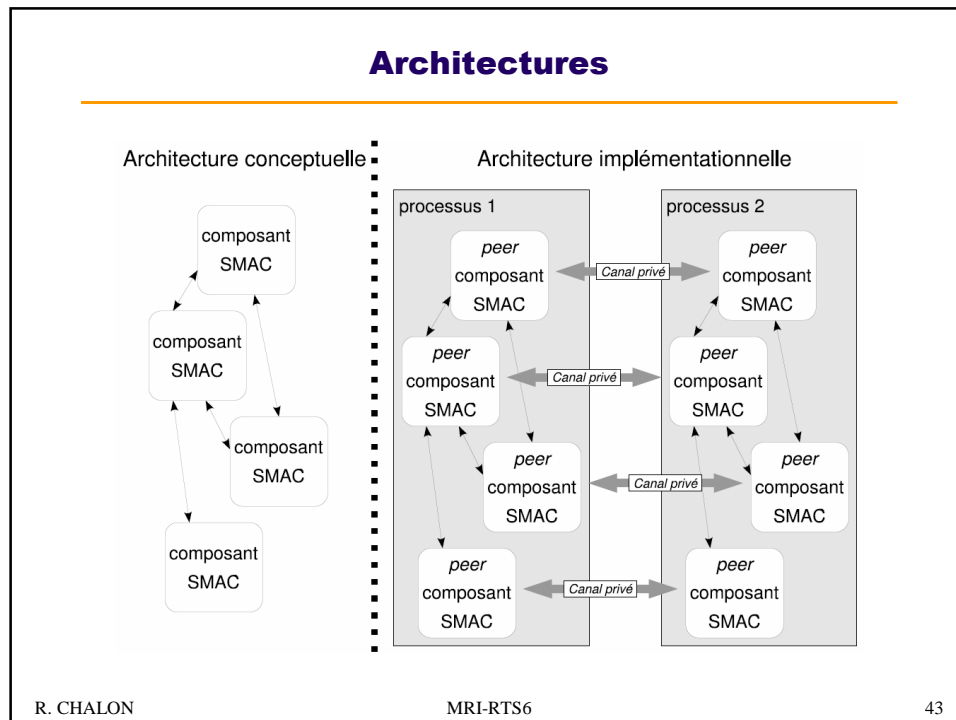 Architectures
Architecture conceptuelle
composant
SMAC
composant
SMAC
composant
SMAC
composant
SMAC
Architecture implémentationnelle
processus 1
peer
composant
SMAC
peer
composant
SMAC
peer
composant
SMAC
peer
composant
SMAC
Canal privé
Canal privé
Canal privé
Canal privé
processus 2
peer
composant
SMAC
peer
composant
SMAC
peer
composant
SMAC
peer
composant
SMAC
R. CHALON
MRI-RTS6
43